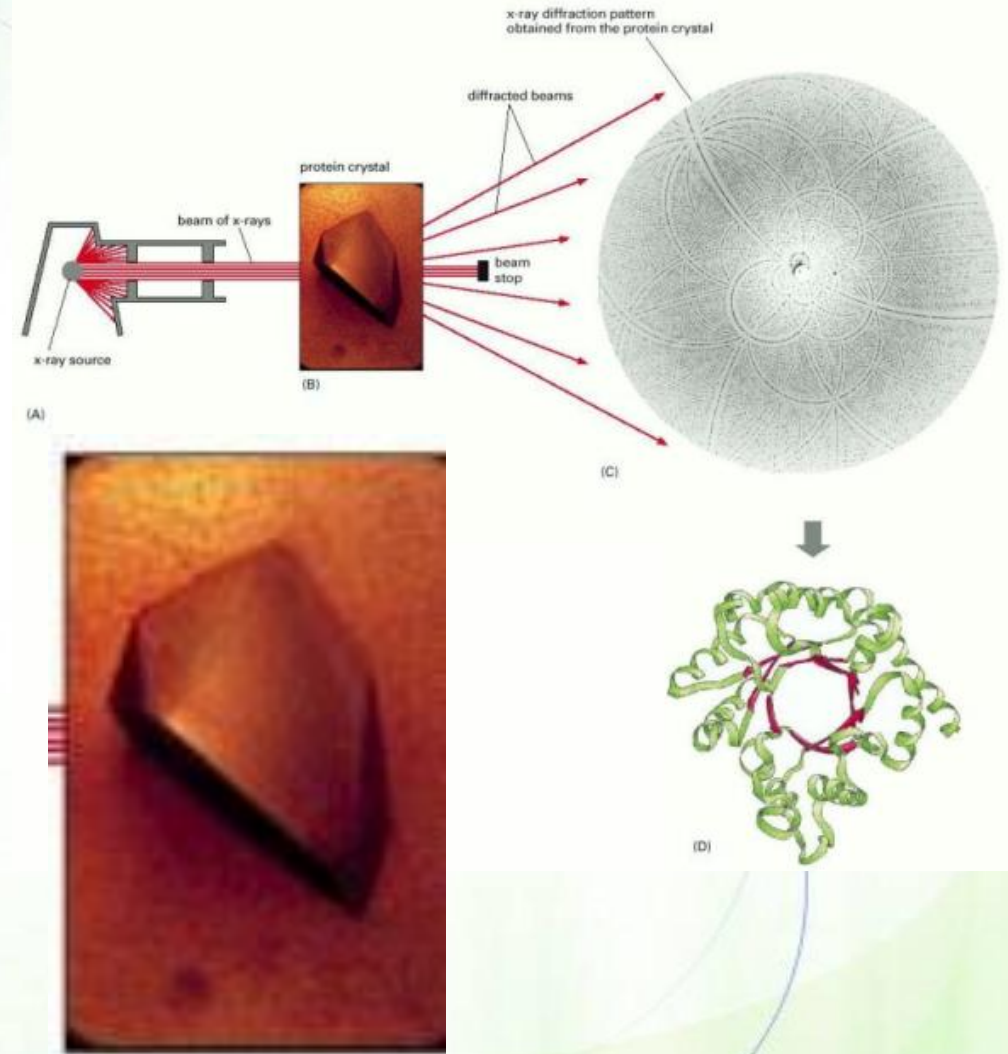 x-ray diffraction pattern
obtained from the protein crystal
diffracted beams
protein crystal
beam of x-rays
beam
stop
x-ray source
(B)
(A)
(C)
(D)